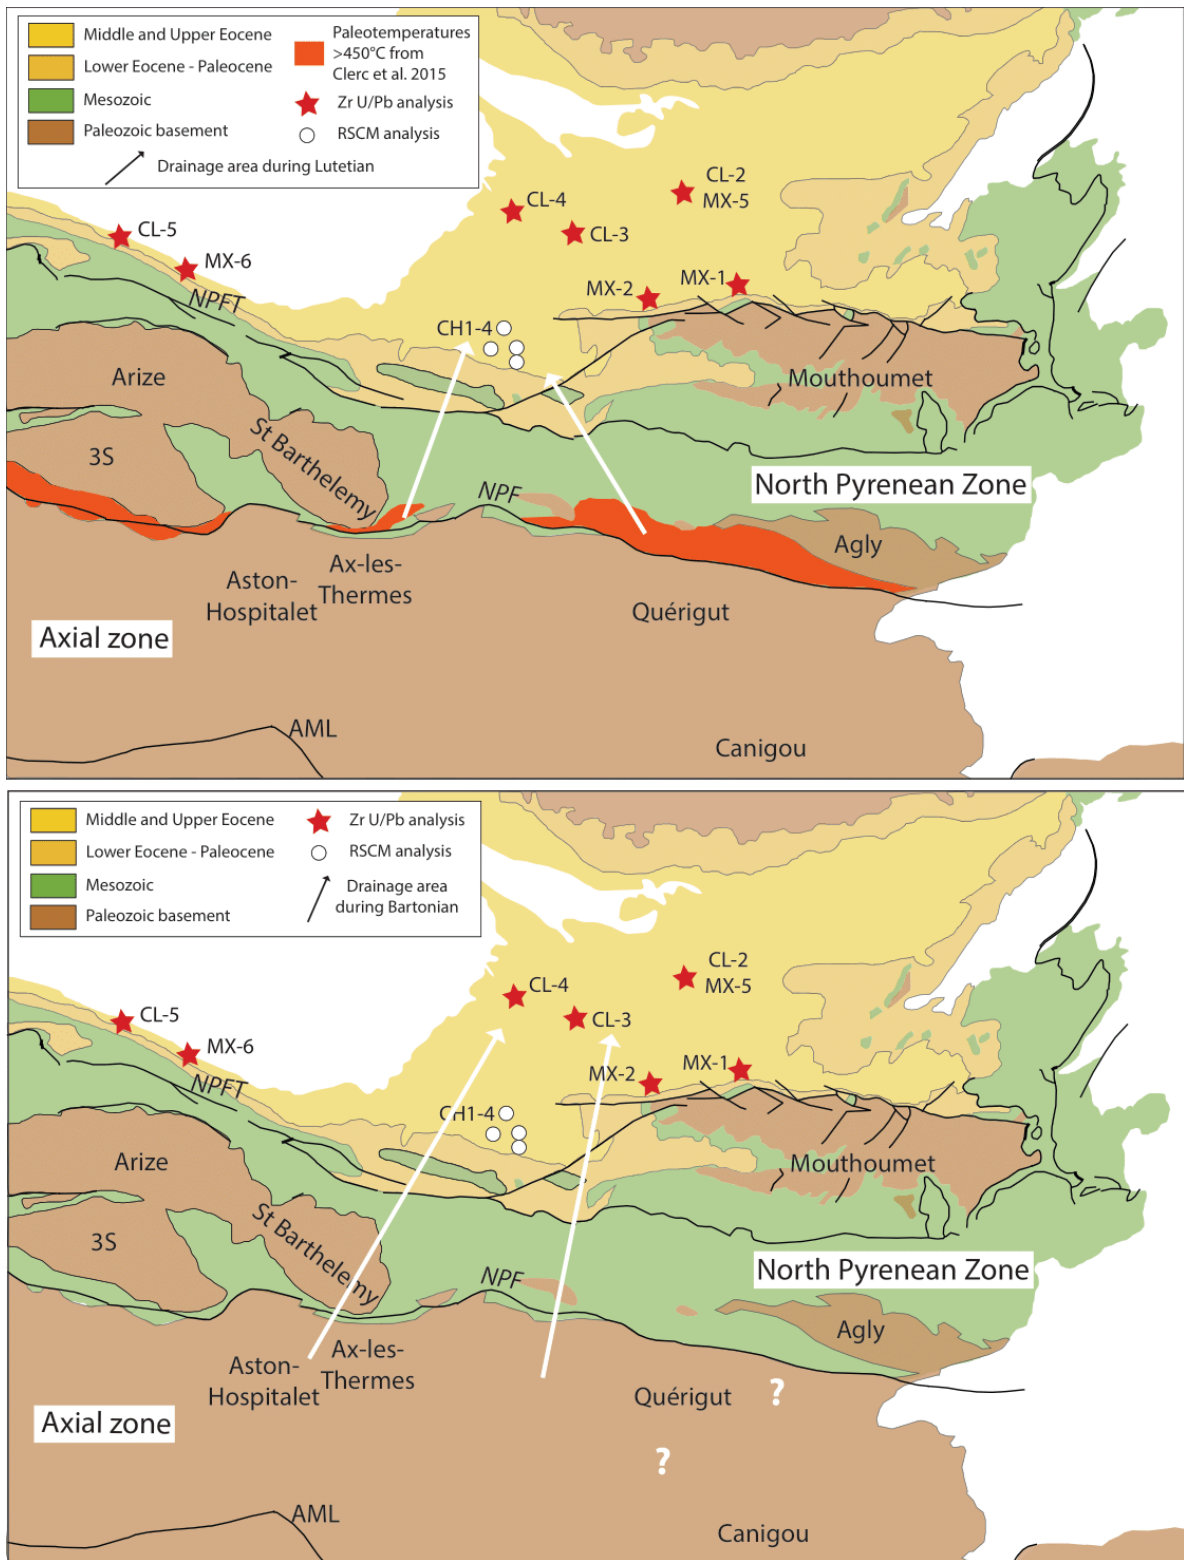 Middle and Upper Eocene
Lower Eocene - Paleocene
Mesozoic
Paleozoic basement
Paleotemperatures
>450°C from
Clerc et al. 2015
Zr U/Pb analysis
RSCM analysis
Drainage area during Lutetian
CL-2
MX-5
CL-4
CL-3
CL-5
MX-6
NPFT
MX-1
MX-2
CH1-4
Arize
Mouthoumet
St Barthelemy
3S
NPF
North Pyrenean Zone
Agly
Ax-les-
Thermes
Aston-
Hospitalet
Quérigut
Axial zone
AML
Canigou
Middle and Upper Eocene
Lower Eocene - Paleocene
Mesozoic
Paleozoic basement
Zr U/Pb analysis
RSCM analysis
Drainage area
during Bartonian
CL-2
MX-5
CL-4
CL-3
CL-5
MX-6
NPFT
MX-1
MX-2
CH1-4
Arize
Mouthoumet
St Barthelemy
3S
NPF
North Pyrenean Zone
Agly
Ax-les-
Thermes
Aston-
Hospitalet
Quérigut
?
Axial zone
?
AML
Canigou